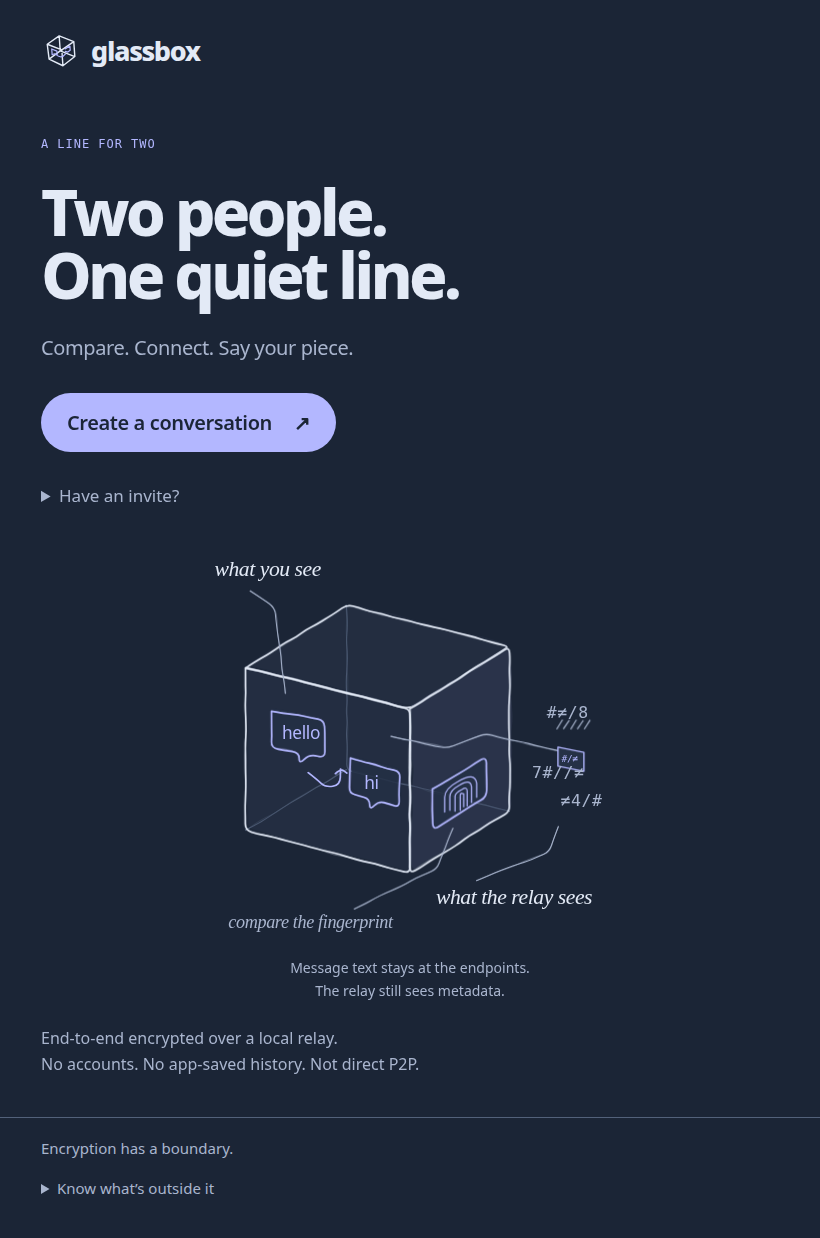 glassbox
A LINE FOR TWO
Two people.
One quiet line.
Compare. Connect. Say your piece.
Create a conversation ↗
▶ Have an invite?
what you see
hello
hi
#≠/8
#/≠
7#//≠
≠4/#
what the relay sees
compare the fingerprint
Message text stays at the endpoints.
The relay still sees metadata.
End-to-end encrypted over a local relay.
No accounts. No app-saved history. Not direct P2P.
Encryption has a boundary.
▶ Know what’s outside it